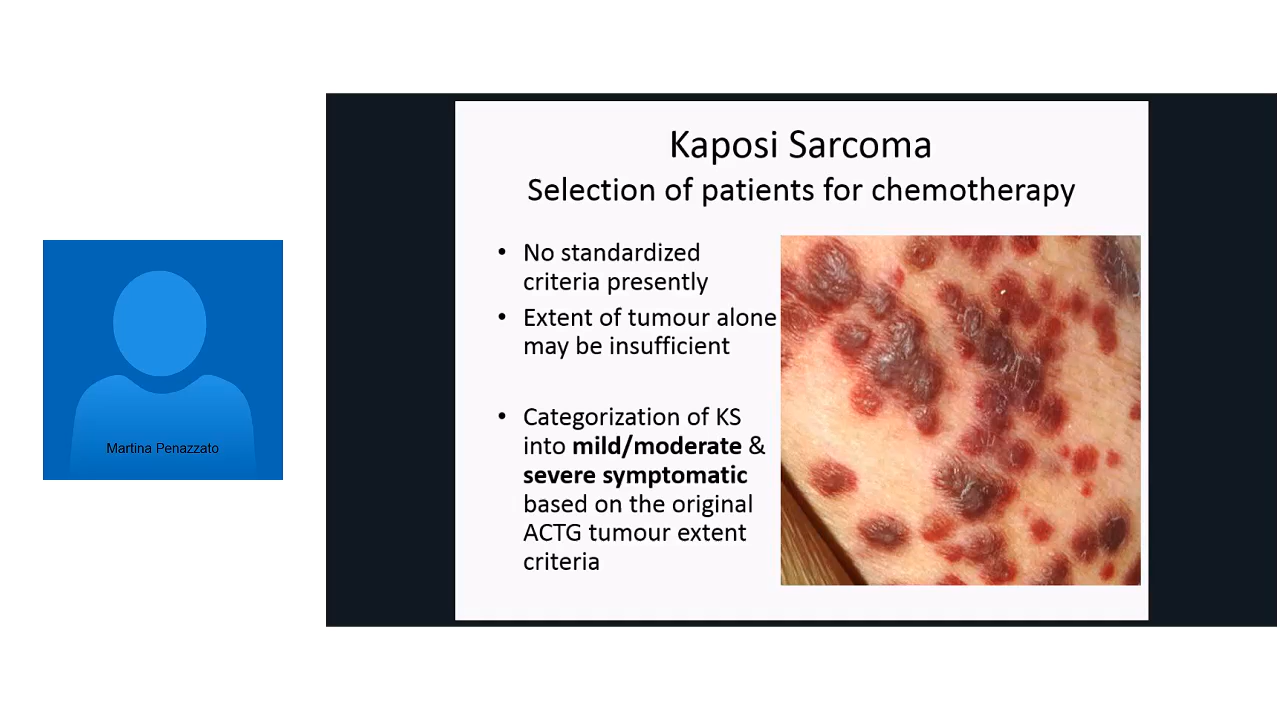 Kaposi Sarcoma
Selection of patients for chemotherapy
• No standardized
criteria presently
• Extent of tumour alone
may be insufficient
• Categorization of KS
into mild/moderate &
severe symptomatic
based on the original
ACTG tumour extent
criteria
Martina Penazzato